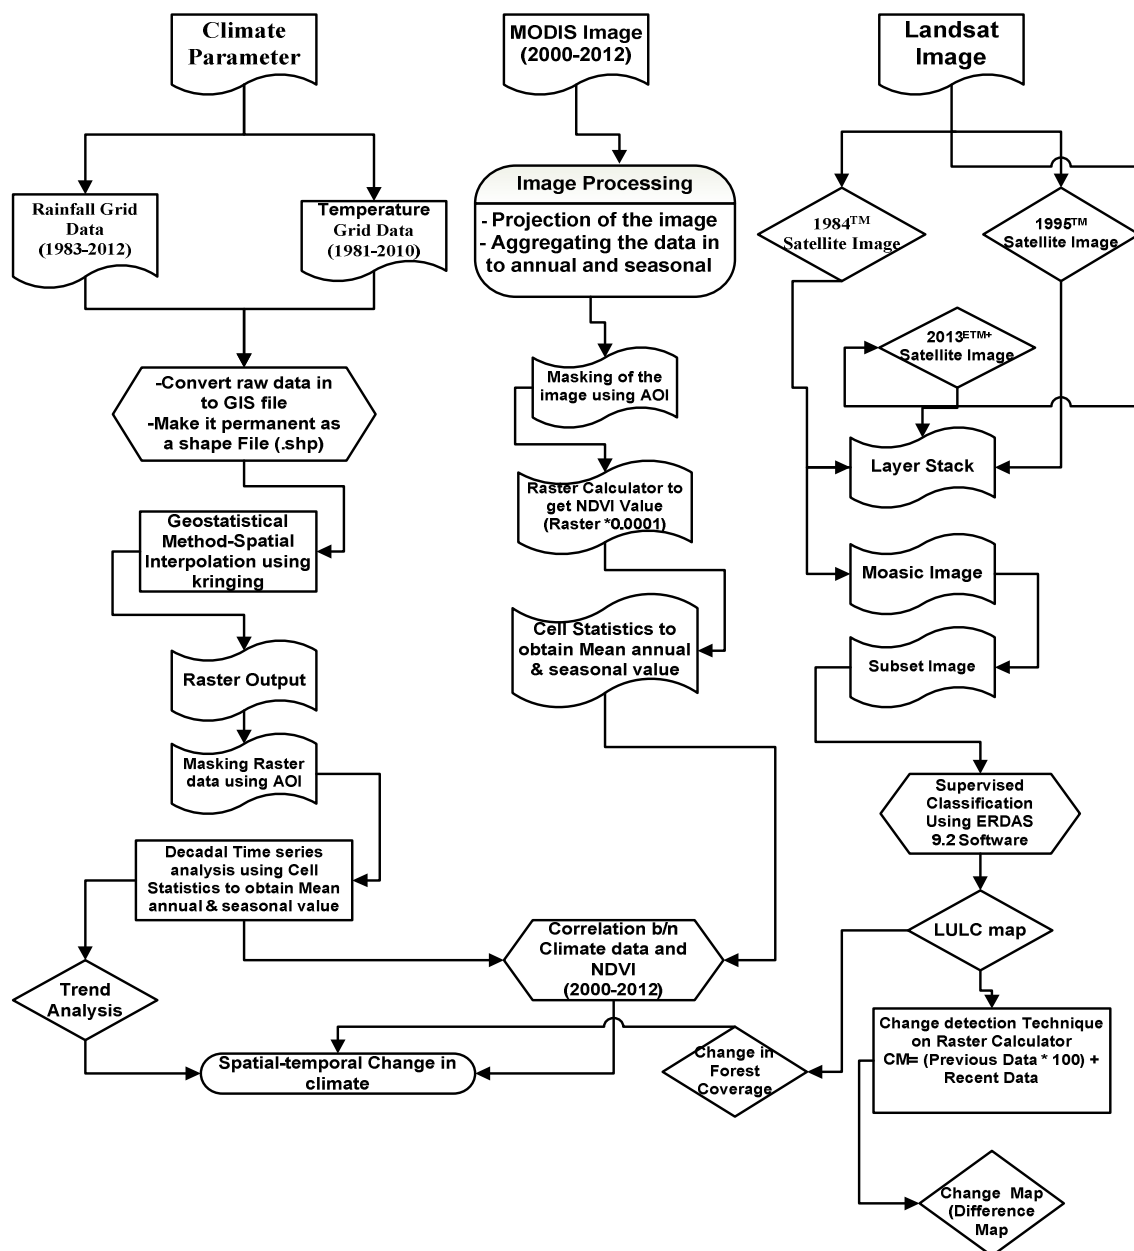 Climate
Parameter
MODIS Image
(2000-2012)
Landsat
Image
Rainfall Grid
Data
(1983-2012)
Temperature
Grid Data
(1981-2010)
Image Processing
- Projection of the image
- Aggregating the data in
to annual and seasonal
1984TM
Satellite Image
1995TM
Satellite Image
2013ETM+
Satellite Image
-Convert raw data in
to GIS file
-Make it permanent as
a shape File (.shp)
Masking of the
image using AOI
Layer Stack
Geostatistical
Method-Spatial
Interpolation using
kringing
Raster Calculator to
get NDVI Value
(Raster *0.0001)
Moasic Image
Raster Output
Cell Statistics to
obtain Mean annual
& seasonal value
Subset Image
Masking Raster
data using AOI
Supervised
Classification
Using ERDAS
9.2 Software
Decadal Time series
analysis using Cell
Statistics to obtain Mean
annual & seasonal value
Correlation b/n
Climate data and
NDVI
(2000-2012)
LULC map
Trend
Analysis
Spatial-temporal Change in
climate
Change in
Forest
Coverage
Change detection Technique
on Raster Calculator
CM= (Previous Data * 100) +
Recent Data
Change Map
(Difference
Map